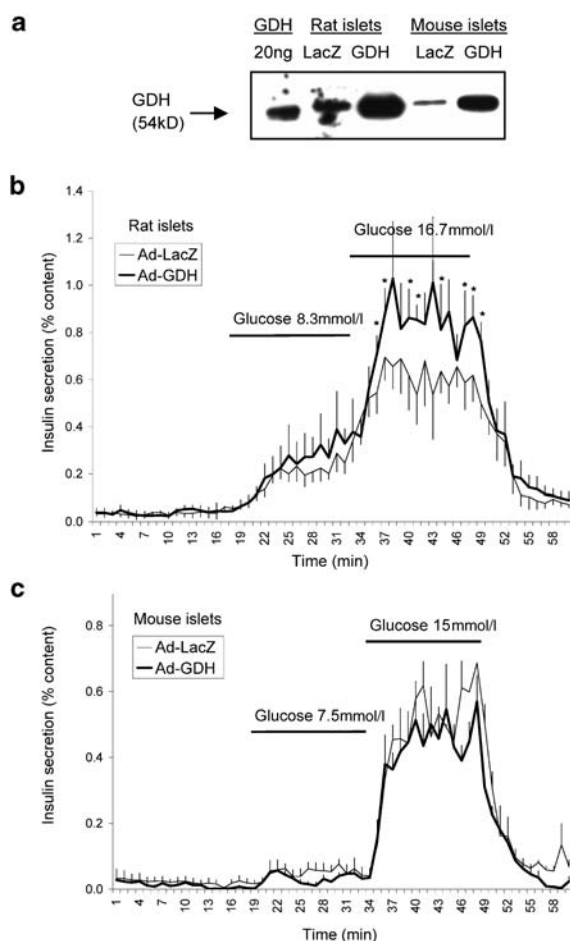 a
GDH Rat islets Mouse islets
20ng LacZ GDH LacZ GDH
GDH
(54kD)
b
Insulin secretion (% content)
1.4
1.2
1.0
0.8
0.6
0.4
0.2
0.0
Rat islets
Ad-LacZ
Ad-GDH
Glucose 16.7mmol/l
Glucose 8.3mmol/l
* * * * * * * *
1 4 7 10 13 16 19 22 25 28 31 34 37 40 43 46 49 52 55 58
Time (min)
c
Insulin secretion (% content)
0.8
0.6
0.4
0.2
0.0
Mouse islets
Ad-LacZ
Ad-GDH
Glucose 15mmol/l
Glucose 7.5mmol/l
1 4 7 10 13 16 19 22 25 28 31 34 37 40 43 46 49 52 55 58
Time (min)